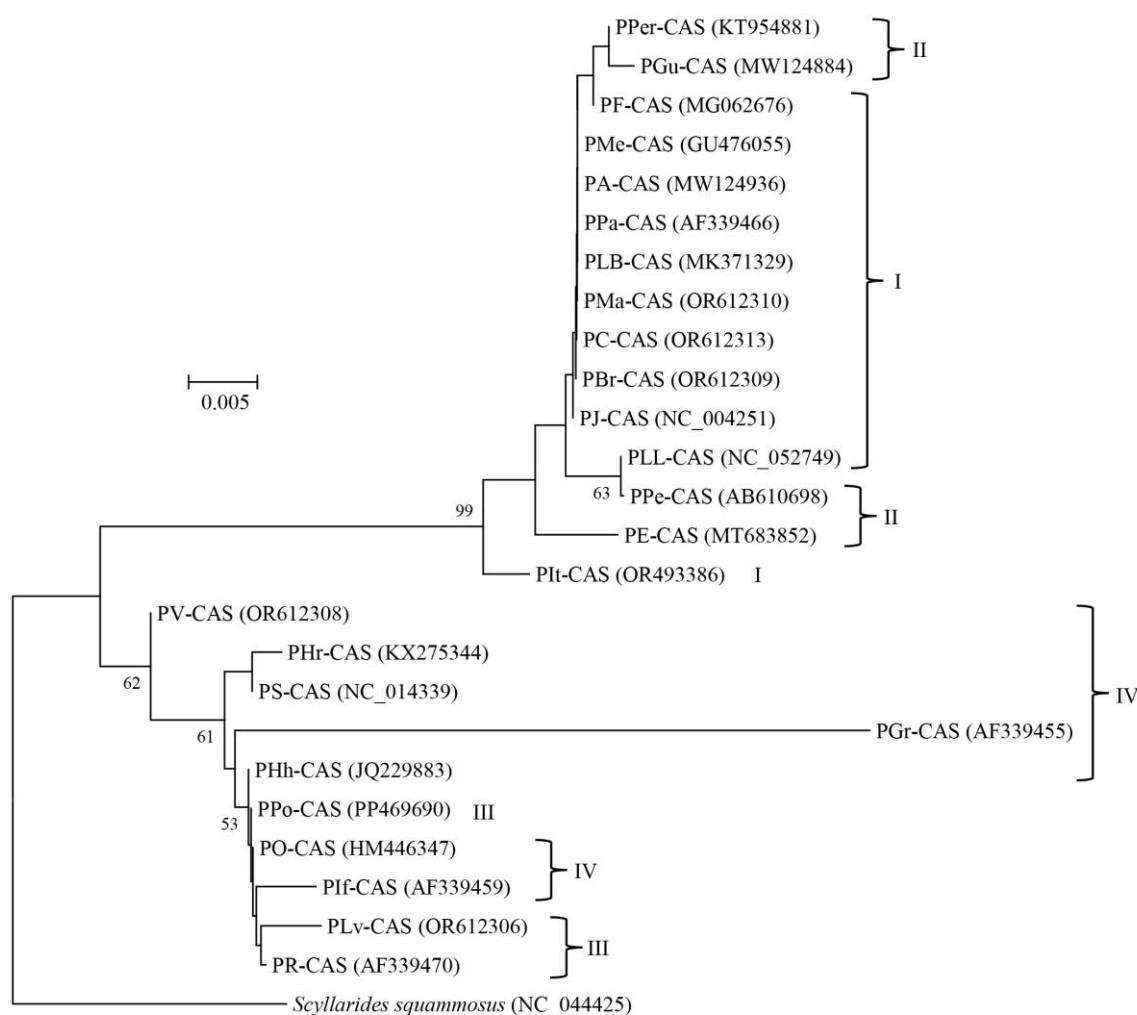 PPer-CAS (KT954881)
PGu-CAS (MW124884)
II
PF-CAS (MG062676)
PMe-CAS (GU476055)
PA-CAS (MW124936)
PPa-CAS (AF339466)
PLB-CAS (MK371329)
I
PMa-CAS (OR612310)
PC-CAS (OR612313)
PBr-CAS (OR612309)
0.005
PJ-CAS (NC_004251)
PLL-CAS (NC_052749)
63
PPe-CAS (AB610698)
II
99
PE-CAS (MT683852)
PIt-CAS (OR493386) I
PV-CAS (OR612308)
PHr-CAS (KX275344)
62
PS-CAS (NC_014339)
IV
61
PGr-CAS (AF339455)
PHh-CAS (JQ229883)
PPo-CAS (PP469690) III
53
PO-CAS (HM446347)
IV
PIf-CAS (AF339459)
PLv-CAS (OR612306)
III
PR-CAS (AF339470)
Scyllarides squammosus (NC_044425)